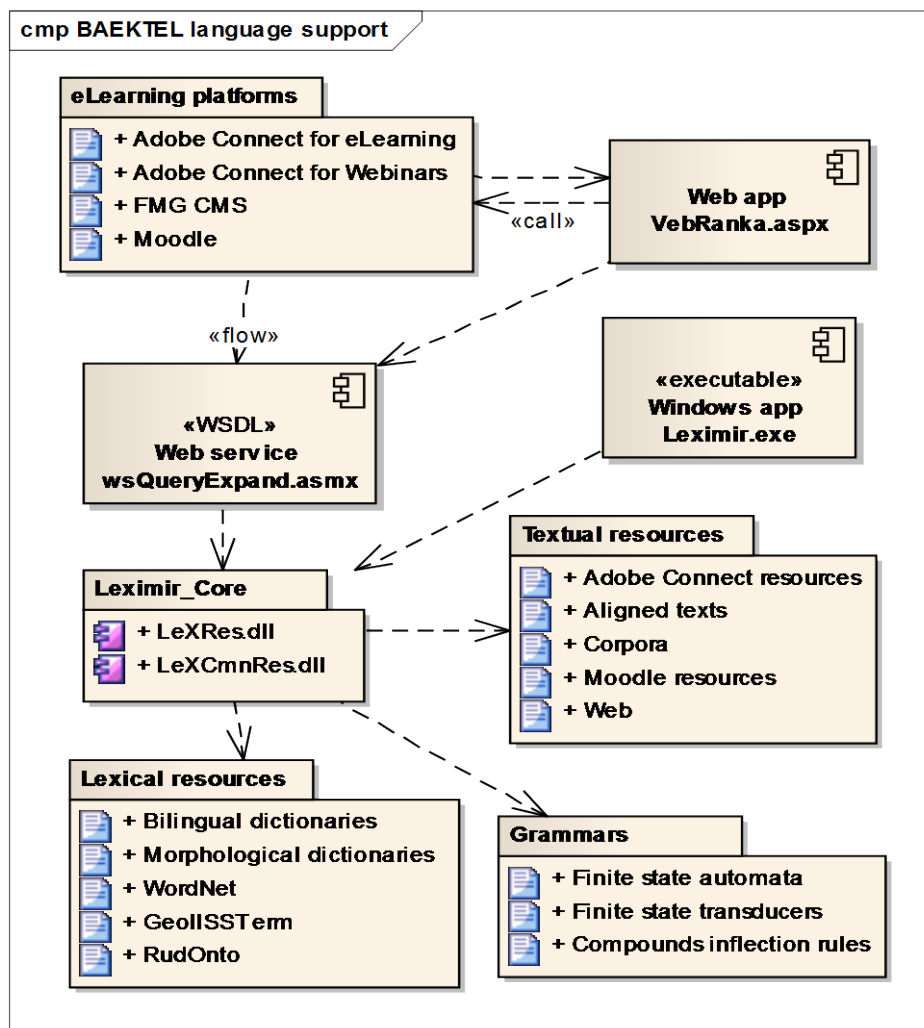 cmp BAEKTEL language support
eLearning platforms
+ Adobe Connect for eLearning
+ Adobe Connect for Webinars
+ FMG CMS
+ Moodle
«call»
Web app
VebRanka.aspx
«flow»
«WSDL»
Web service
wsQueryExpand.asmx
«executable»
Windows app
Leximir.exe
Leximir_Core
+ LeXRes.dll
+ LeXCmnRes.dll
Textual resources
+ Adobe Connect resources
+ Aligned texts
+ Corpora
+ Moodle resources
+ Web
Lexical resources
+ Bilingual dictionaries
+ Morphological dictionaries
+ WordNet
+ GeolISSTerm
+ RudOnto
Grammars
+ Finite state automata
+ Finite state transducers
+ Compounds inflection rules